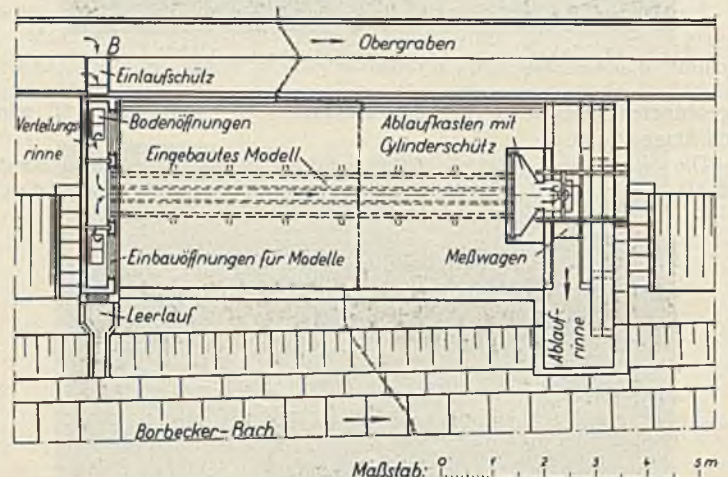 Obergraben
B
Einlaufschütz
Verteilungs
rinne
Bodenöffnungen
Ablaufkasten mit
Cylinderschütz
Eingebautes Modell
Einbauöffnungen für Modelle
Meßwagen
Leerlauf
Ablauf-
rinne
Borbecker-Bach
Maßstab: 0 1 2 3 4 5m